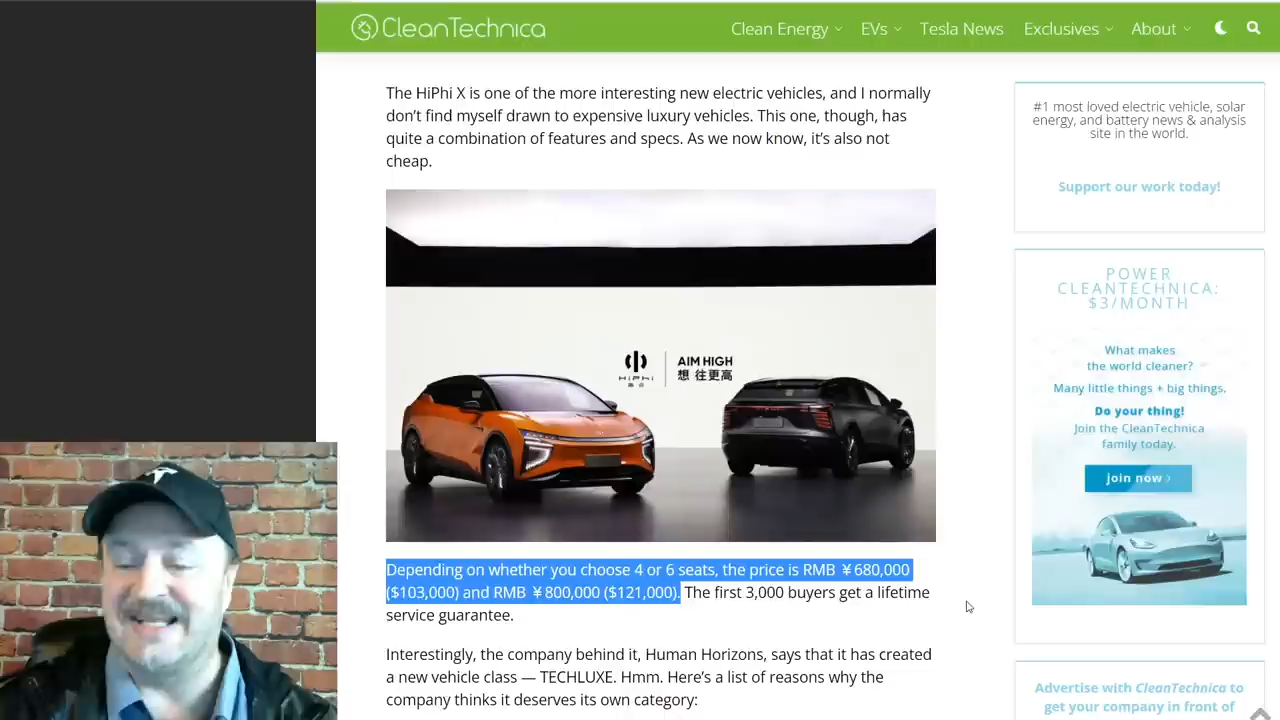 CleanTechnica
Clean Energy
EVs
Tesla News
Exclusives
About
The HiPhi X is one of the more interesting new electric vehicles, and I normally
don’t find myself drawn to expensive luxury vehicles. This one, though, has
quite a combination of features and specs. As we now know, it’s also not
cheap.
HiPhi
AIM HIGH
想 往更高
Depending on whether you choose 4 or 6 seats, the price is RMB ￥680,000
($103,000) and RMB ￥800,000 ($121,000). The first 3,000 buyers get a lifetime
service guarantee.
Interestingly, the company behind it, Human Horizons, says that it has created
a new vehicle class — TECHLUXE. Hmm. Here’s a list of reasons why the
company thinks it deserves its own category:
#1 most loved electric vehicle, solar
energy, and battery news & analysis
site in the world.
Support our work today!
POWER
CLEANTECHNICA:
$3/MONTH
What makes
the world cleaner?
Many little things + big things.
Do your thing!
Join the CleanTechnica
family today.
join now
Advertise with CleanTechnica to
get your company in front of